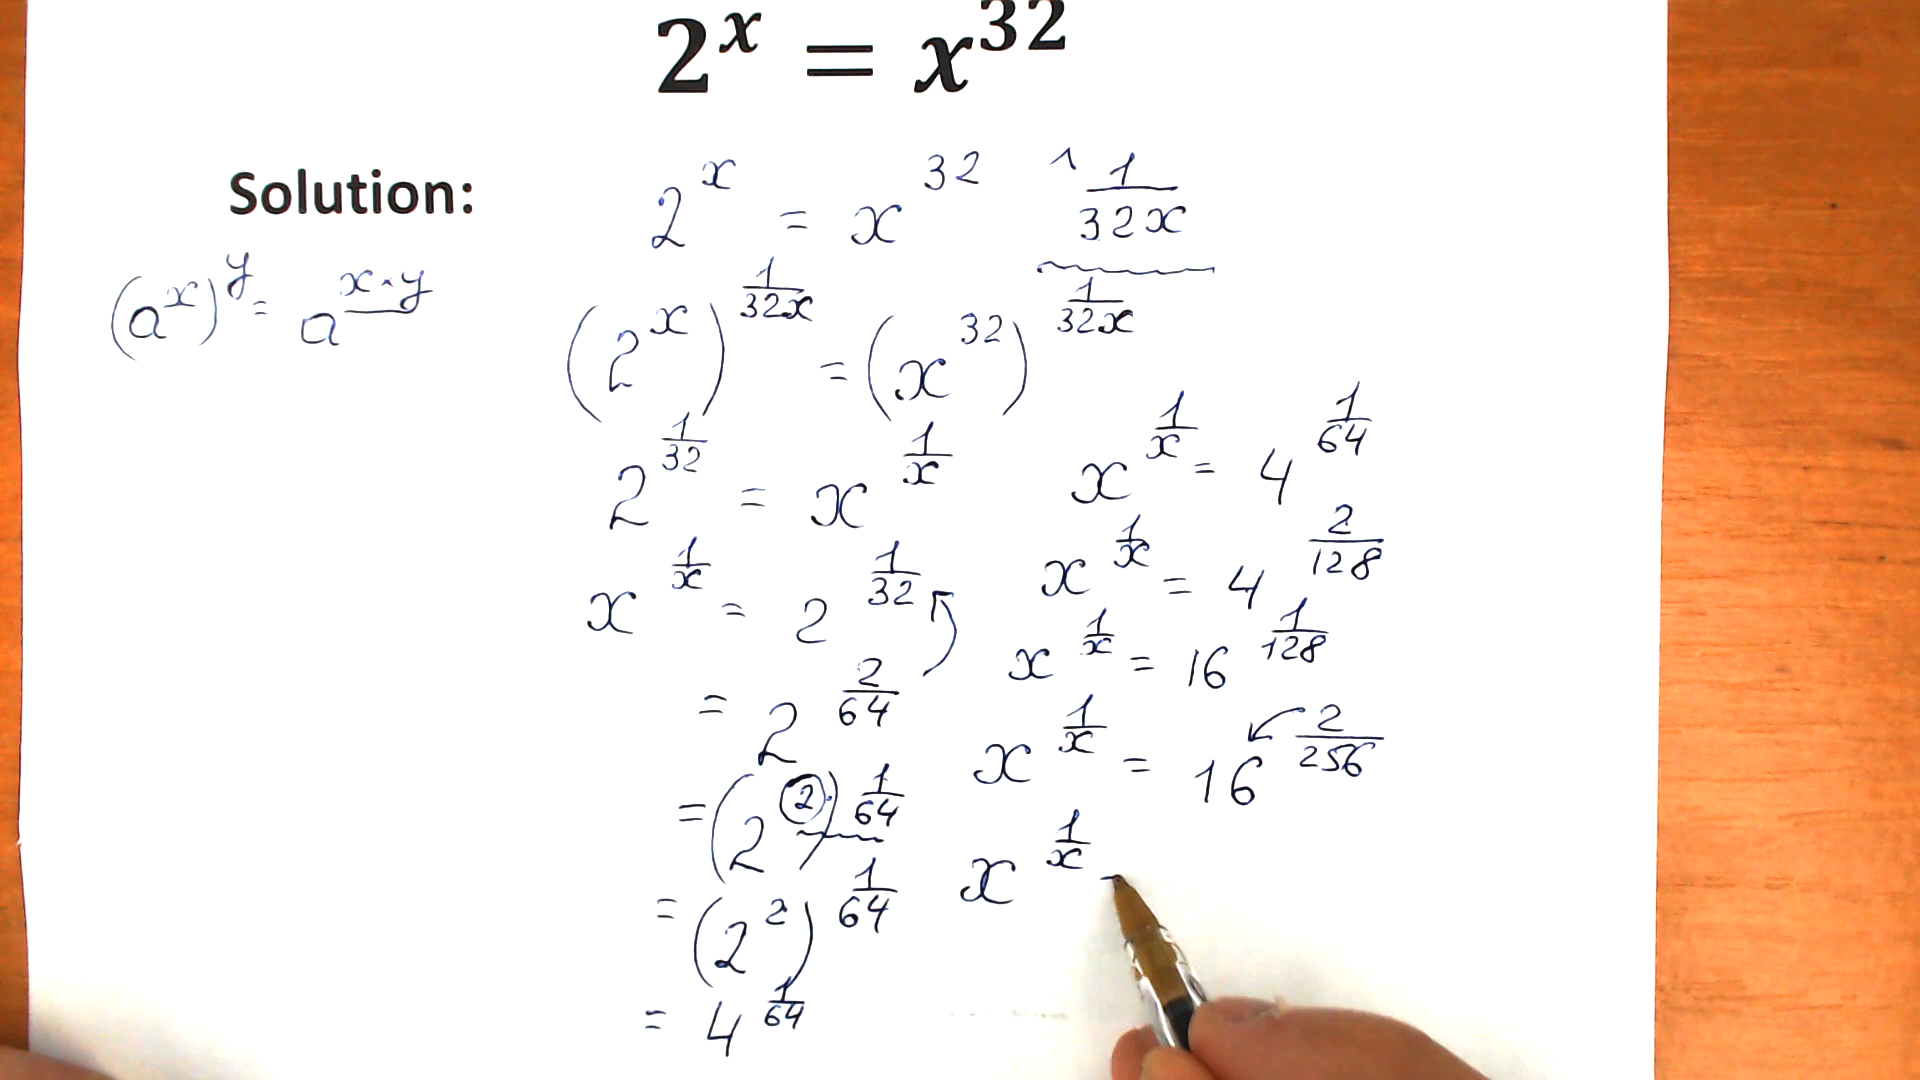 2^x = x^32
Solution:
(a^x)^y = a^{x·y}
2^x = x^32 ^ 1/32x
(2^x)^{1/32x} = (x^32)^{1/32x}
2^{1/32} = x^{1/x}
x^{1/x} = 2^{1/32}
= 2^{2/64}
= (2^{2·})^{1/64}
= (2^2)^{1/64}
= 4^{1/64}
x^{1/x} = 4^{1/64}
x^{1/x} = 4^{2/128}
x^{1/x} = 16^{1/128}
x^{1/x} = 16^{2/256}
x^{1/x} -